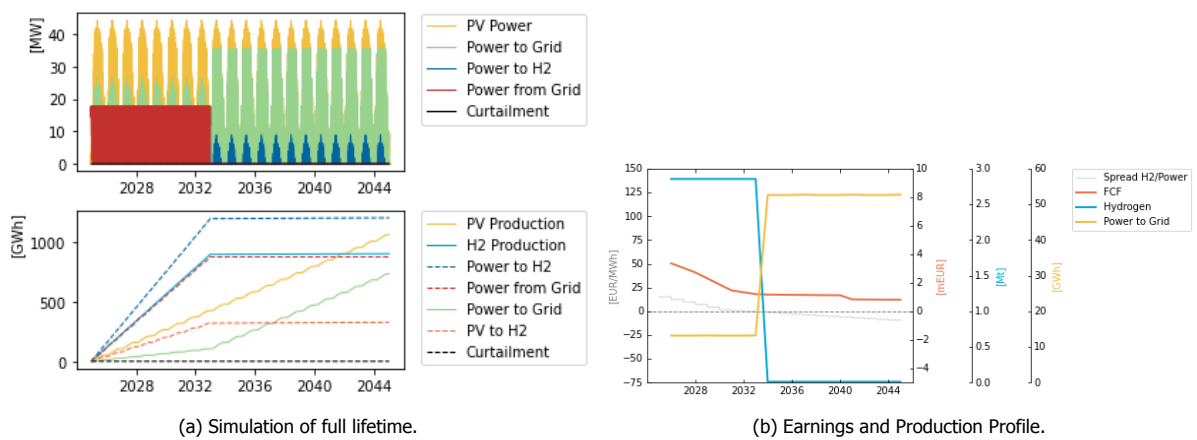 [MW]
40
30
20
10
0
2028 2032 2036 2040 2044
PV Power
Power to Grid
Power to H2
Power from Grid
Curtailment
[GWh]
1000
500
0
2028 2032 2036 2040 2044
PV Production
H2 Production
Power to H2
Power from Grid
Power to Grid
PV to H2
Curtailment
(a) Simulation of full lifetime.
[EUR/MWh]
150
125
100
75
50
25
0
−25
−50
−75
2028 2032 2036 2040 2044
10
8
6
4
2
0
−2
−4
[mEUR]
3.0
2.5
2.0
1.5
1.0
0.5
0.0
[Mt]
60
50
40
30
20
10
0
[GWh]
Spread H2/Power
FCF
Hydrogen
Power to Grid
(b) Earnings and Production Profile.